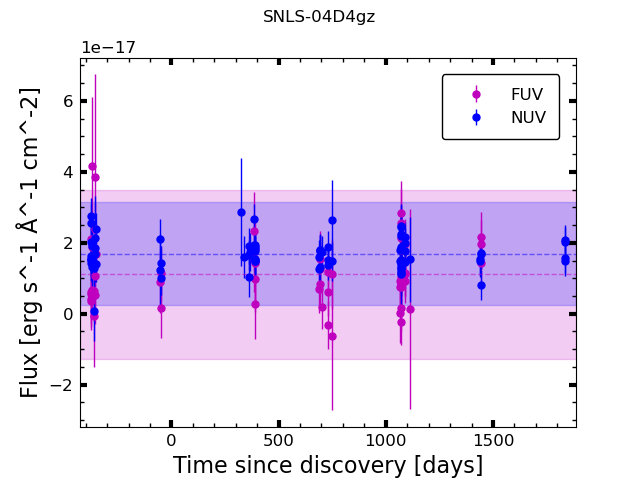 SNLS-04D4gz
1e−17
FUV
NUV
6
4
2
0
−2
Flux [erg s^-1 Å^-1 cm^-2]
0 500 1000 1500
Time since discovery [days]